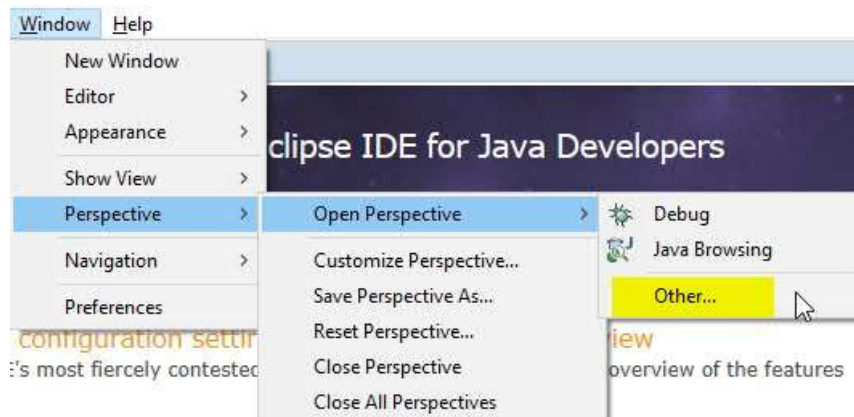 Window Help
New Window
Editor
Appearance
Show View
Perspective
Navigation
Preferences
clipse IDE for Java Developers
Open Perspective
Customize Perspective...
Save Perspective As...
Reset Perspective...
Close Perspective
Close All Perspectives
Debug
Java Browsing
Other...
configuration settin
iew
E's most fiercely contested
overview of the features